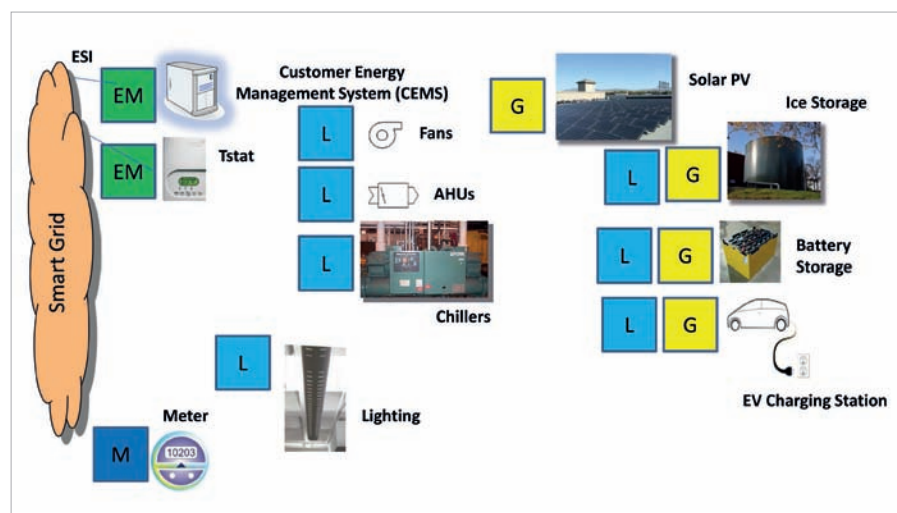 ESI
EM
Customer Energy
Management System (CEMS)
EM
Tstat
L
Fans
L
AHUs
L
Chillers
G
Solar PV
Ice Storage
L
G
L
G
Battery
Storage
L
G
EV Charging Station
Smart Grid
L
Lighting
Meter
M
10203